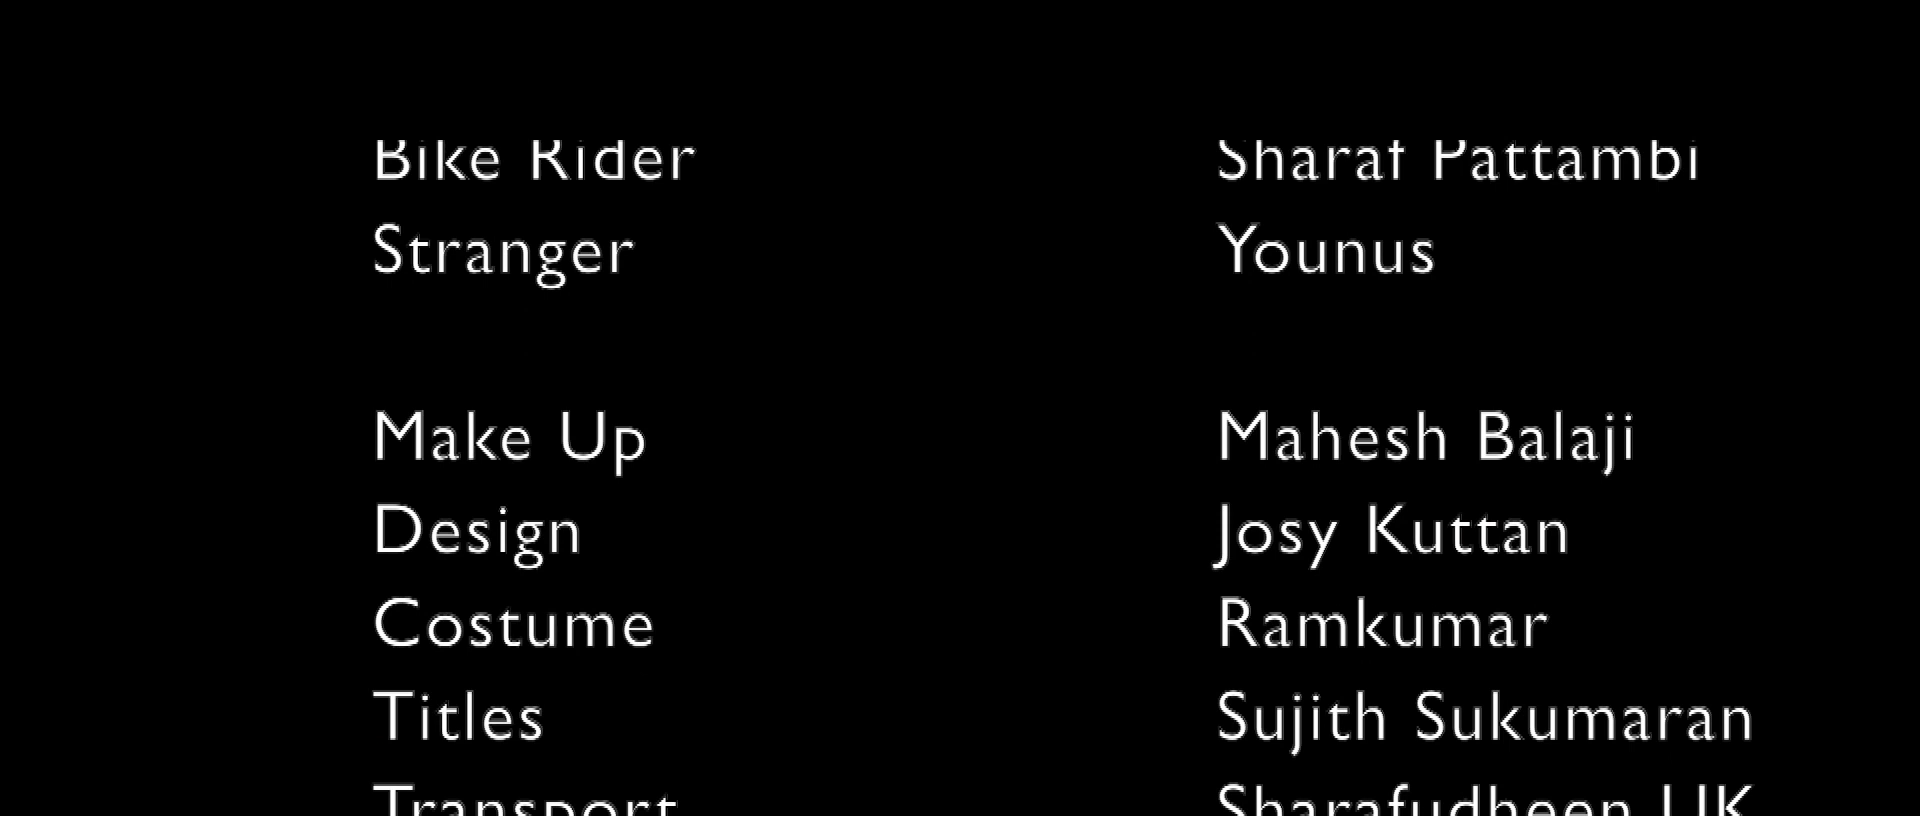 Bike Rider Sharaf Pattambi
Stranger Younus
Make Up Mahesh Balaji
Design Josy Kuttan
Costume Ramkumar
Titles Sujith Sukumaran
Transport Sharafudheen UK